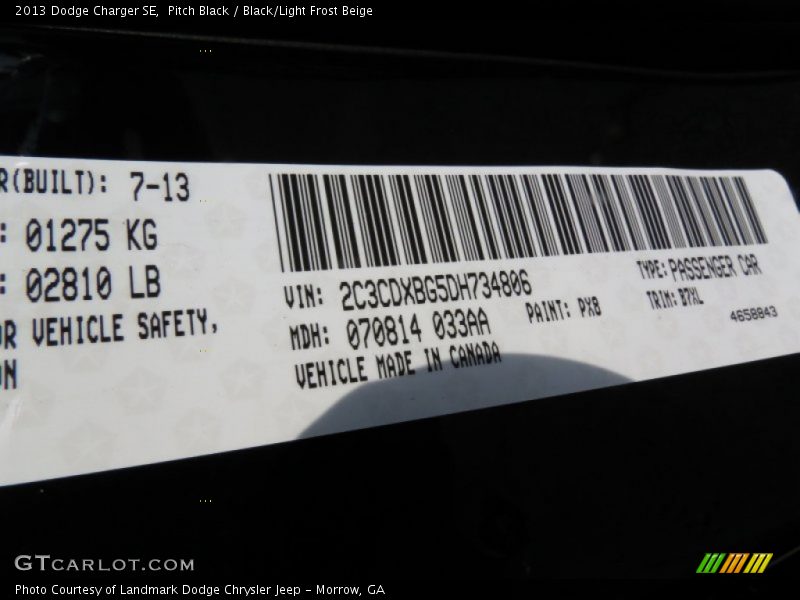 2013 Dodge Charger SE, Pitch Black / Black/Light Frost Beige
R(BUILT): 7-13
: 01275 KG
: 02810 LB
OR VEHICLE SAFETY,
ON
VIN: 2C3CDXBG5DH734806
TYPE: PASSENGER CAR
MDH: 070814 033AA
PAINT: PX8
TRIM: B7XL
VEHICLE MADE IN CANADA
4658843
GTCARLOT.COM
Photo Courtesy of Landmark Dodge Chrysler Jeep - Morrow, GA